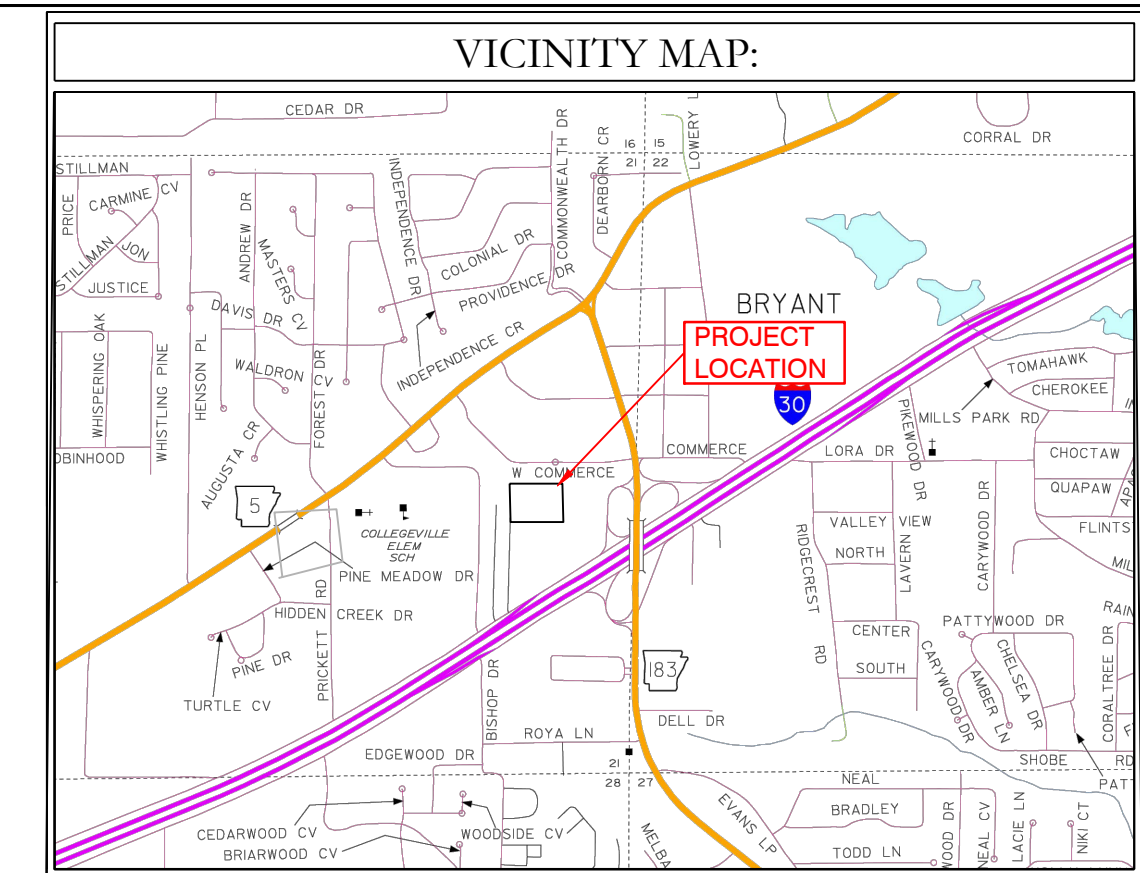 VICINITY MAP:
CEDAR DR
COMMONWEALTH DR
DEARBORN CR
16 15
21 22
LOWERY L
CORRAL DR
STILLMAN
PRICE
CARMINE CV
STILLMAN
JON
JUSTICE
ANDREW DR
MASTERS CV
INDEPENDENCE DR
COLONIAL DR
PROVIDENCE DR
DAVIS DR
INDEPENDENCE CR
WALDRON CV
WHISPERING OAK
WHISTLING PINE
HENSON PL
FOREST DR
AUGUSTA CR
OBINHOOD
BRYANT
PROJECT
LOCATION
30
TOMAHAWK
CHEROKEE
MILLS PARK RD
PIKEWOOD DR
COMMERCE
LORA DR
CHOCTAW
W COMMERCE
QUAPAW
5
COLLEGEVILLE
ELEM
SCH
VALLEY VIEW
NORTH
LAVERN
CARYWOOD DR
FLINTS
MIL
RIDGECREST RD
PINE MEADOW DR
PRICKETT RD
HIDDEN CREEK DR
PINE DR
TURTLE CV
CENTER
SOUTH
PATTYWOOD DR
RAIN
CARYWOOD DR
AMBER LN
CHELSEA DR
CORALTREE DR
183
BISHOP DR
DELL DR
ROYA LN
EDGEWOOD DR
SHOBE RD
PAT
21
28 27
NEAL
BRADLEY
EVANS LP
TODD LN
WOOD DR
NEAL CV
LACIE LN
NIKI CT
CEDARWOOD CV
BRIARWOOD CV
WOODSIDE CV
MELBA